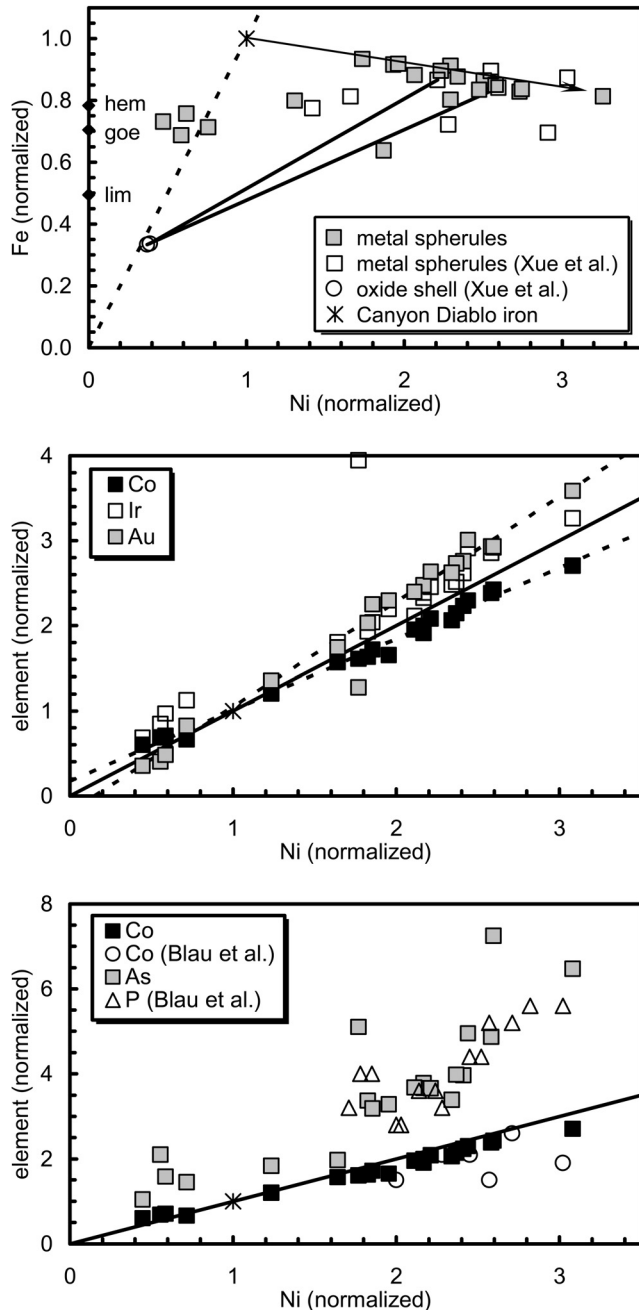 1.0
0.8
0.6
0.4
0.2
0.0
Fe (normalized)
hem
goe
lim
metal spherules
metal spherules (Xue et al.)
oxide shell (Xue et al.)
Canyon Diablo iron
0 1 2 3
Ni (normalized)
4
3
2
1
0
element (normalized)
Co
Ir
Au
0 1 2 3
Ni (normalized)
8
6
4
2
0
element (normalized)
Co
Co (Blau et al.)
As
P (Blau et al.)
0 1 2 3
Ni (normalized)